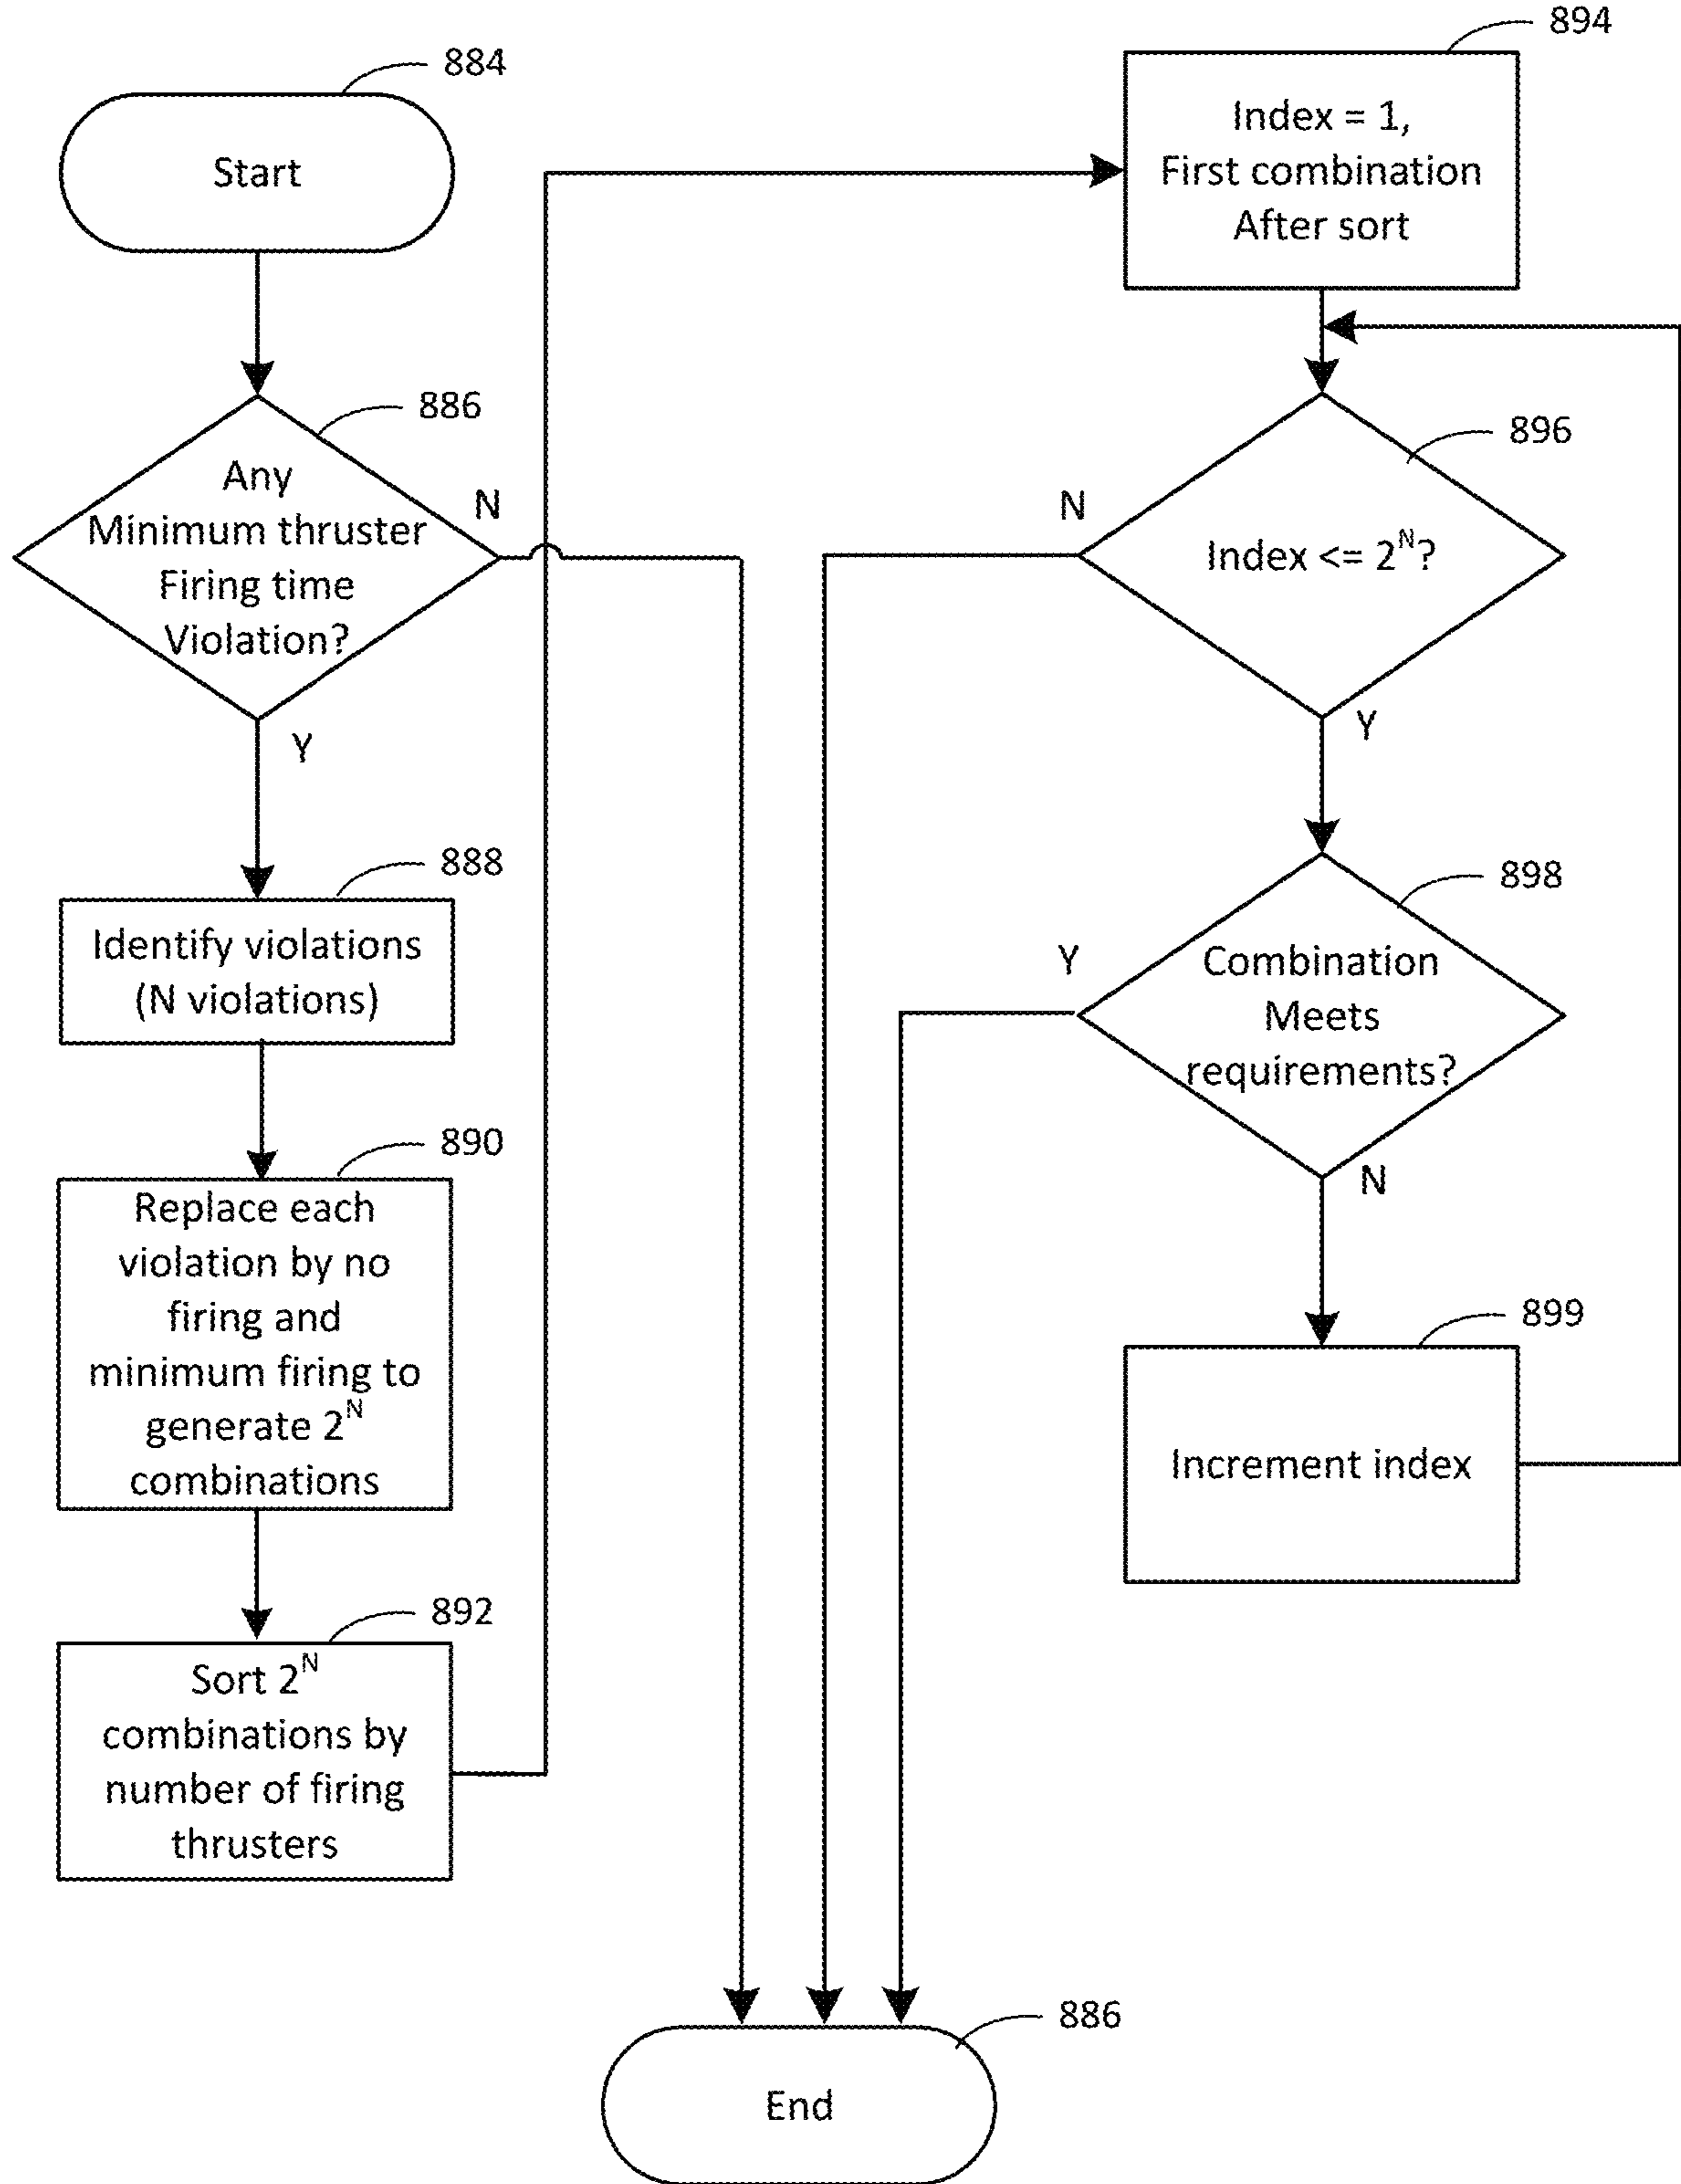 884
Start
886
Any
Minimum thruster
Firing time
Violation?
N
Y
888
Identify violations
(N violations)
890
Replace each
violation by no
firing and
minimum firing to
generate 2^N
combinations
892
Sort 2^N
combinations by
number of firing
thrusters
894
Index = 1,
First combination
After sort
896
N
Index <= 2^N?
Y
898
Y
Combination
Meets
requirements?
N
899
Increment index
886
End